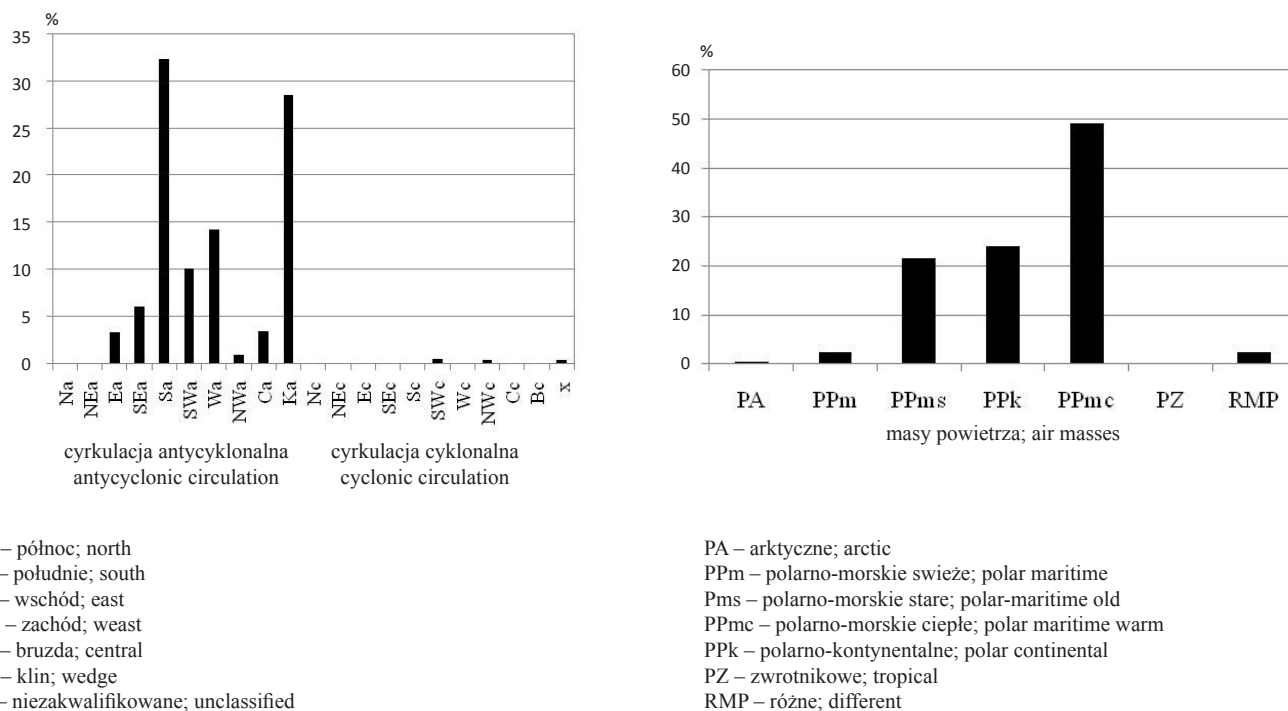 %
35
30
25
20
15
10
5
0
Na NEa Ea SEa Sa SWa Wa NWa Ca Ka Nc NEc Ec SEc Sc SWc Wc NWc Cc Bc x
cyrkulacja antycyklonalna
antycyclonic circulation
cyrkulacja cyklonalna
cyclonic circulation
– północ; north
– południe; south
– wschód; east
– zachód; weast
– bruzda; central
– klin; wedge
– niezakwalifikowane; unclassified
%
60
50
40
30
20
10
0
PA PPm PPms PPk PPmc PZ RMP
masy powietrza; air masses
PA – arktyczne; arctic
PPm – polarno-morskie swieże; polar maritime
Pms – polarno-morskie stare; polar-maritime old
PPmc – polarno-morskie ciepłe; polar maritime warm
PPk – polarno-kontynentalne; polar continental
PZ – zwrotnikowe; tropical
RMP – różne; different